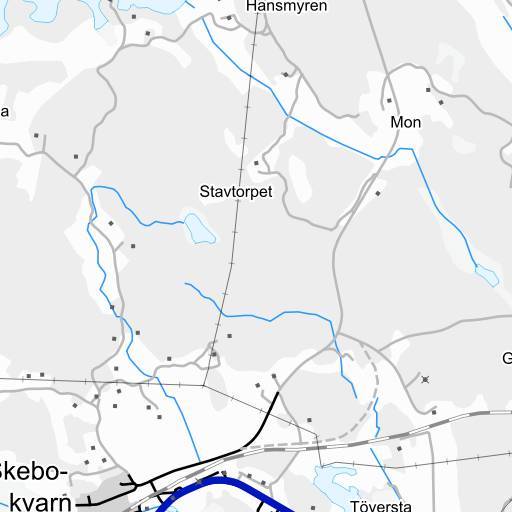 Hansmyren
a
Mon
Stavtorpet
G
Skebo-
kvarn
Töversta